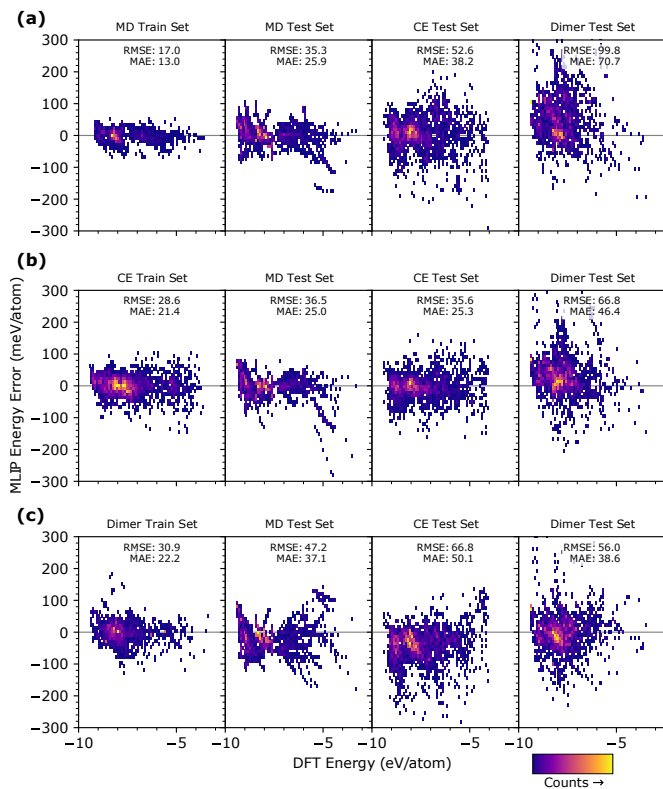 (a)
MD Train Set
MD Test Set
CE Test Set
Dimer Test Set
300
200
100
0
−100
−200
−300
RMSE: 17.0
MAE: 13.0
RMSE: 35.3
MAE: 25.9
RMSE: 52.6
MAE: 38.2
RMSE: 99.8
MAE: 70.7
(b)
CE Train Set
MD Test Set
CE Test Set
Dimer Test Set
MLIP Energy Error (meV/atom)
300
200
100
0
−100
−200
−300
RMSE: 28.6
MAE: 21.4
RMSE: 36.5
MAE: 25.0
RMSE: 35.6
MAE: 25.3
RMSE: 66.8
MAE: 46.4
(c)
Dimer Train Set
MD Test Set
CE Test Set
Dimer Test Set
300
200
100
0
−100
−200
−300
RMSE: 30.9
MAE: 22.2
RMSE: 47.2
MAE: 37.1
RMSE: 66.8
MAE: 50.1
RMSE: 56.0
MAE: 38.6
−10 −5 −10 −5 −10 −5 −10 −5
DFT Energy (eV/atom)
Counts →